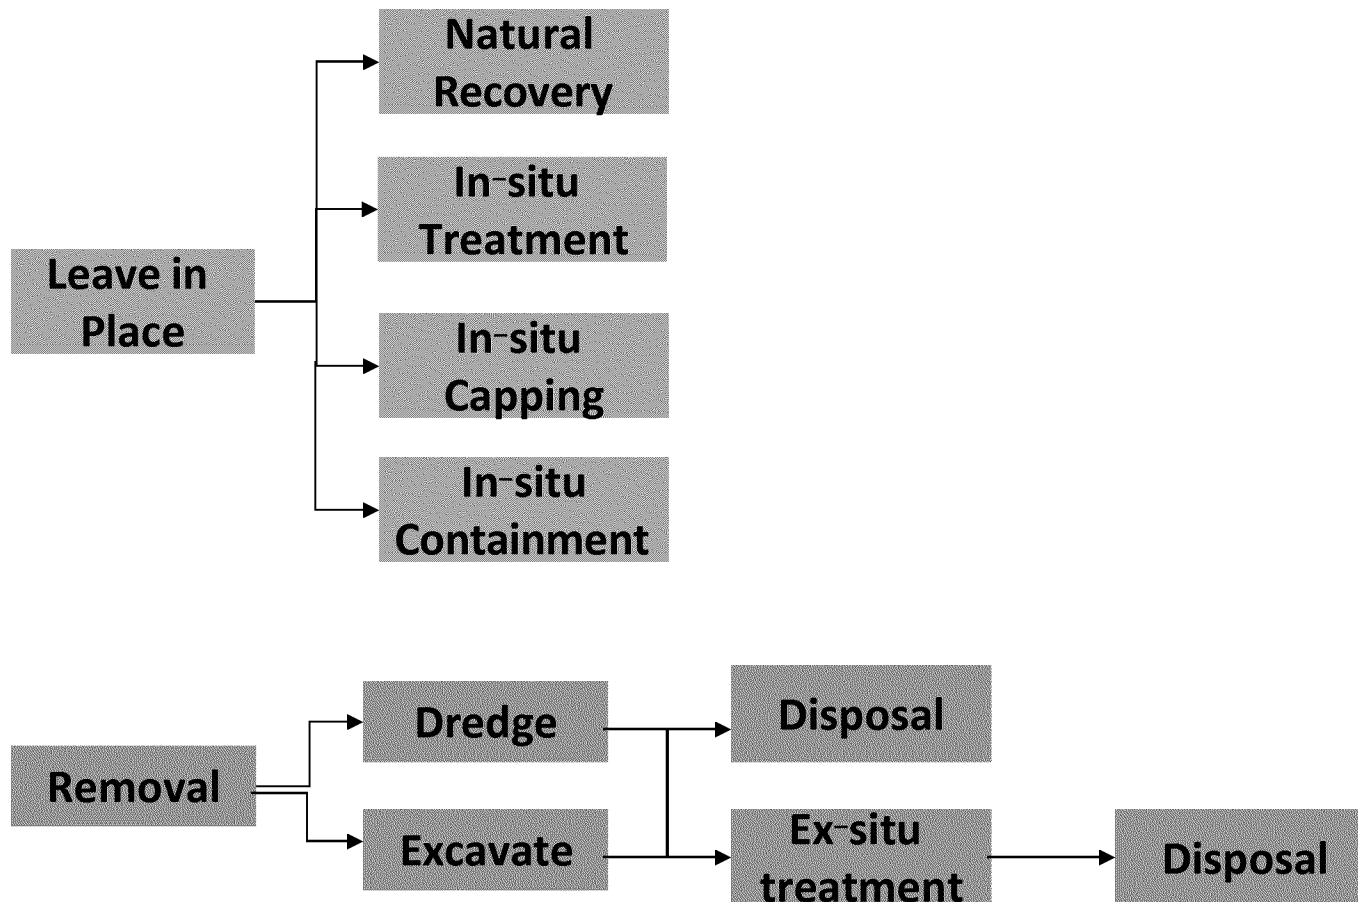 Natural
Recovery
In–situ
Treatment
Leave in
Place
In–situ
Capping
In–situ
Containment
Removal
Dredge
Disposal
Excavate
Ex–situ
treatment
Disposal